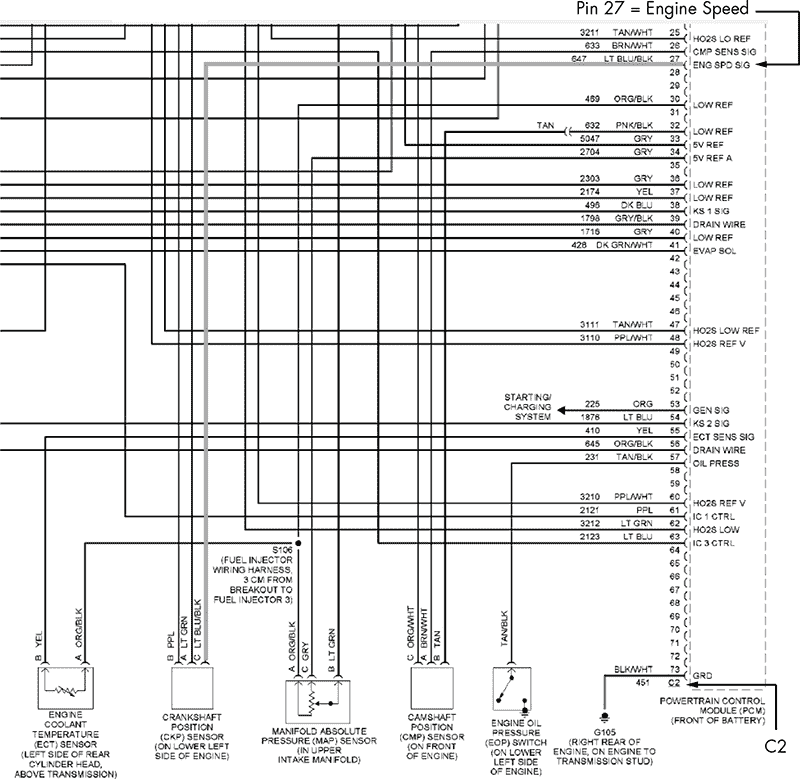 Pin 27 = Engine Speed
3211 TAN/WHT 25 HO2S LO REF
633 BRN/WHT 26 CMP SENS SIG
647 LT BLU/BLK 27 ENG SPD SIG
28
29
469 ORG/BLK 30 LOW REF
31
TAN 632 PNK/BLK 32 LOW REF
5047 GRY 33 5V REF
2704 GRY 34 5V REF A
35
2303 GRY 36 LOW REF
2174 YEL 37 LOW REF
496 DK BLU 38 KS 1 SIG
1798 GRY/BLK 39 DRAIN WIRE
1716 GRY 40 LOW REF
428 DK GRN/WHT 41 EVAP SOL
42
43
44
45
46
3111 TAN/WHT 47 HO2S LOW REF
3110 PPL/WHT 48 HO2S REF V
49
50
51
52
STARTING/
CHARGING
SYSTEM
225 ORG 53 GEN SIG
1876 LT BLU 54 KS 2 SIG
410 YEL 55 ECT SENS SIG
645 ORG/BLK 56 DRAIN WIRE
231 TAN/BLK 57 OIL PRESS
58
59
3210 PPL/WHT 60 HO2S REF V
2121 PPL 61 IC 1 CTRL
3212 LT GRN 62 HO2S LOW
2123 LT BLU 63 IC 3 CTRL
64
65
66
67
68
69
70
71
72
BLK/WHT 73 GRD
451 C2
S106
(FUEL INJECTOR
WIRING HARNESS,
3 CM FROM
BREAKOUT TO
FUEL INJECTOR 3)
B YEL
A ORG/BLK
B PPL
A LT GRN
C LT BLU/BLK
A ORG/BLK
C GRY
B LT GRN
C ORG/WHT
A BRN/WHT
B TAN
TAN/BLK
ENGINE
COOLANT
TEMPERATURE
(ECT) SENSOR
(LEFT SIDE OF REAR
CYLINDER HEAD,
ABOVE TRANSMISSION)
CRANKSHAFT
POSITION
(CKP) SENSOR
(ON LOWER LEFT
SIDE OF ENGINE)
MANIFOLD ABSOLUTE
PRESSURE (MAP) SENSOR
(IN UPPER
INTAKE MANIFOLD)
CAMSHAFT
POSITION
(CMP) SENSOR
(ON FRONT
OF ENGINE)
ENGINE OIL
PRESSURE
(EOP) SWITCH
(ON LOWER
LEFT SIDE
OF ENGINE)
G105
(RIGHT REAR OF
ENGINE, ON ENGINE TO
TRANSMISSION STUD)
POWERTRAIN CONTROL
MODULE (PCM)
(FRONT OF BATTERY)
C2